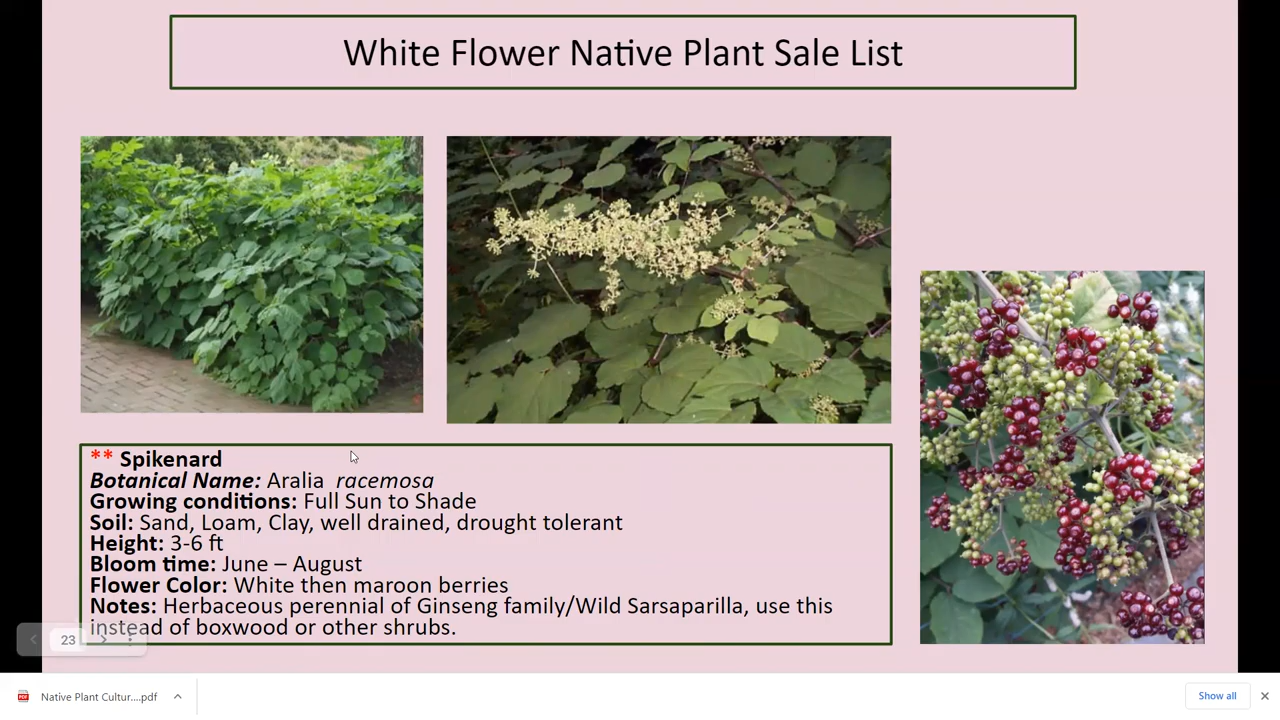 White Flower Native Plant Sale List
** Spikenard
Botanical Name: Aralia racemosa
Growing conditions: Full Sun to Shade
Soil: Sand, Loam, Clay, well drained, drought tolerant
Height: 3-6 ft
Bloom time: June – August
Flower Color: White then maroon berries
Notes: Herbaceous perennial of Ginseng family/Wild Sarsaparilla, use this
instead of boxwood or other shrubs.
23
PDF
Native Plant Cultur....pdf
Show all